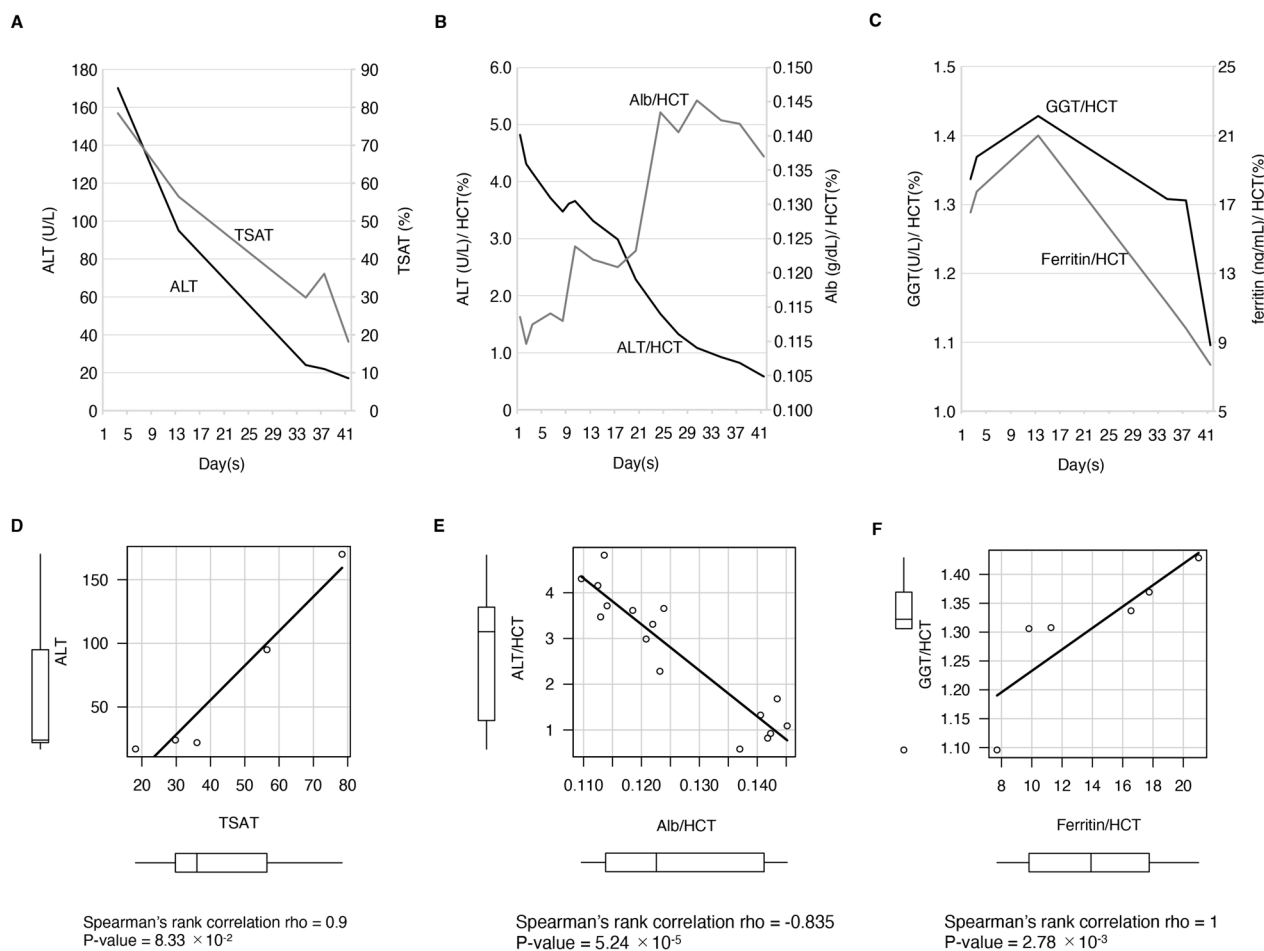 A
B
C
180
160
140
120
100
80
60
40
20
0
ALT (U/L)
90
80
70
60
50
40
30
20
10
0
TSAT (%)
TSAT
ALT
1 5 9 13 17 21 25 29 33 37 41
Day(s)
6.0
5.0
4.0
3.0
2.0
1.0
0
ALT (U/L)/ HCT(%)
0.150
0.145
0.140
0.135
0.130
0.124
0.120
0.115
0.110
0.105
0.100
Alb (g/dL)/ HCT(%)
Alb/HCT
ALT/HCT
1 5 9 13 17 21 25 29 33 37 41
Day(s)
1.5
1.4
1.3
1.2
1.1
1.0
GGT(U/L)/ HCT(%)
25
21
17
13
9
5
ferritin (ng/mL)/ HCT(%)
GGT/HCT
Ferritin/HCT
1 5 9 13 17 21 25 29 33 37 41
Day(s)
D
E
F
150
100
50
ALT
20 30 40 50 60 70 80
TSAT
Spearman's rank correlation rho = 0.9
P-value = 8.33 ×10-2
4
3
2
1
ALT/HCT
0.110 0.120 0.130 0.140
Alb/HCT
Spearman's rank correlation rho = -0.835
P-value = 5.24 ×10-5
1.40
1.35
1.30
1.25
1.20
1.15
1.10
GGT/HCT
8 10 12 14 16 18 20
Ferritin/HCT
Spearman's rank correlation rho = 1
P-value = 2.78 ×10-3